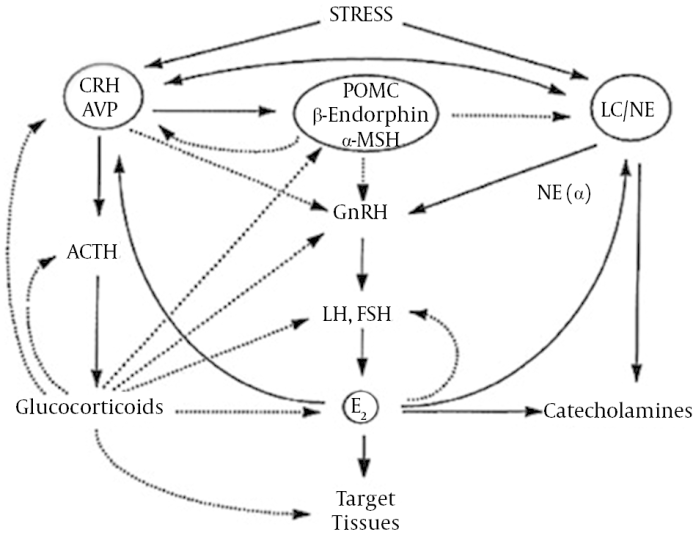 STRESS
CRH
AVP
POMC
β-Endorphin
α-MSH
LC/NE
NE (α)
GnRH
ACTH
LH, FSH
Glucocorticoids
E2
Catecholamines
Target
Tissues